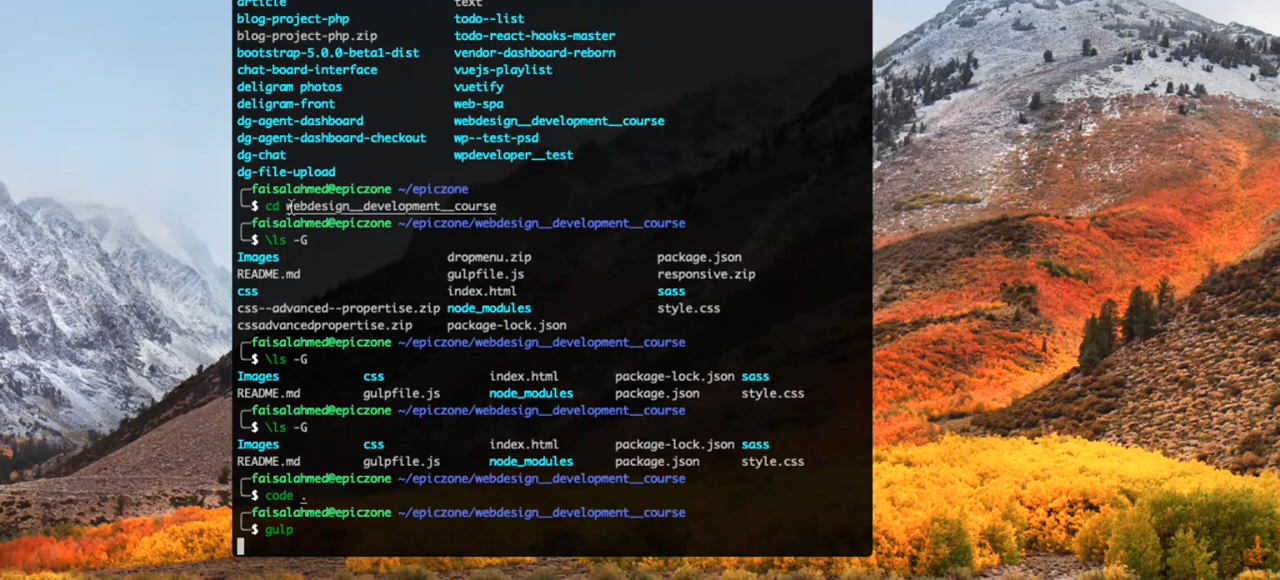 article text
blog-project-php todo--list
blog-project-php.zip todo-react-hooks-master
bootstrap-5.0.0-beta1-dist vendor-dashboard-reborn
chat-board-interface vuejs-playlist
deligram photos vuetify
deligram-front web-spa
dg-agent-dashboard webdesign__development__course
dg-agent-dashboard-checkout wp--test-psd
dg-chat wpdeveloper__test
dg-file-upload
faisalahmed@epiczone ~/epiczone
$ cd webdesign__development__course
faisalahmed@epiczone ~/epiczone/webdesign__development__course
$ \ls -G
Images dropmenu.zip package.json
README.md gulpfile.js responsive.zip
css index.html sass
css--advanced--propertise.zip node_modules style.css
cssadvancedpropertise.zip package-lock.json
faisalahmed@epiczone ~/epiczone/webdesign__development__course
$ \ls -G
Images css index.html package-lock.json sass
README.md gulpfile.js node_modules package.json style.css
faisalahmed@epiczone ~/epiczone/webdesign__development__course
$ \ls -G
Images css index.html package-lock.json sass
README.md gulpfile.js node_modules package.json style.css
faisalahmed@epiczone ~/epiczone/webdesign__development__course
$ code .
faisalahmed@epiczone ~/epiczone/webdesign__development__course
$ gulp